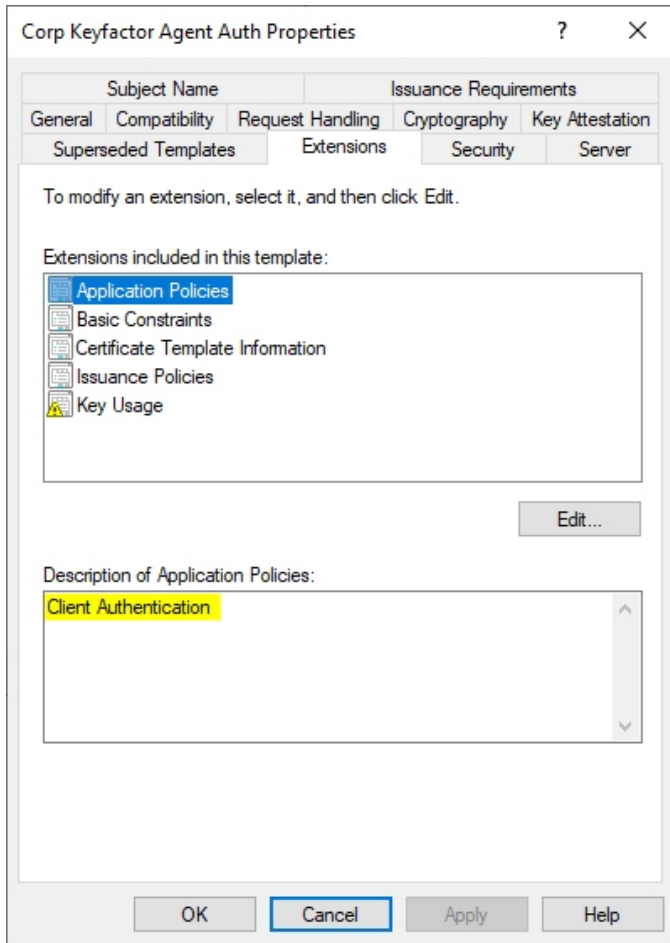 Corp Keyfactor Agent Auth Properties ? X
Subject Name Issuance Requirements
General Compatibility Request Handling Cryptography Key Attestation
Superseded Templates Extensions Security Server
To modify an extension, select it, and then click Edit.
Extensions included in this template:
Application Policies
Basic Constraints
Certificate Template Information
Issuance Policies
Key Usage
Edit...
Description of Application Policies:
Client Authentication
OK Cancel Apply Help